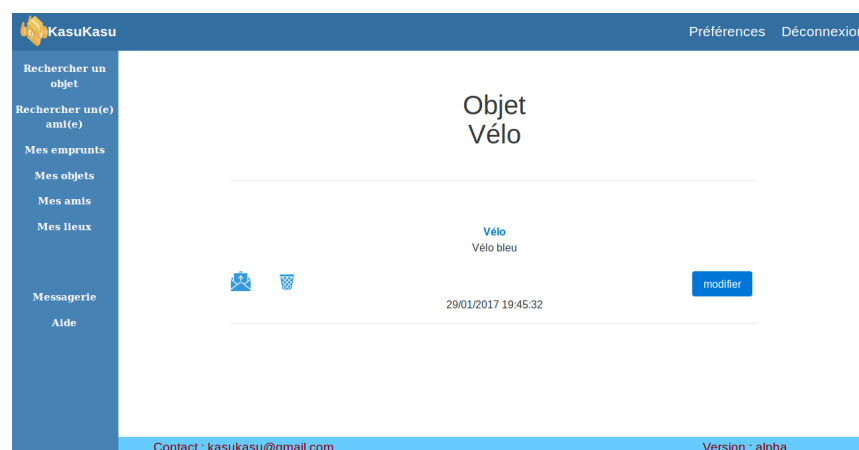 KasuKasu
Préférences Déconnexion
Rechercher un
objet
Rechercher un(e)
ami(e)
Mes emprunts
Mes objets
Mes amis
Mes lieux
Messagerie
Aide
Objet
Vélo
Vélo
Vélo bleu
modifier
29/01/2017 19:45:32
Contact : kasukasu@gmail.com
Version : alpha